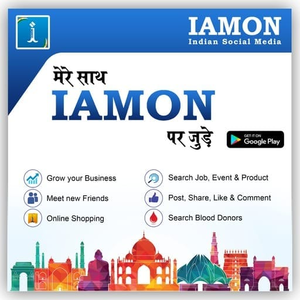 i
IAMON
Indian Social Media
मेरे साथ
IAMON
पर जुड़े
GET IT ON
Google Play
Grow your Business
Search Job, Event & Product
Meet new Friends
Post, Share, Like & Comment
Online Shopping
Search Blood Donors